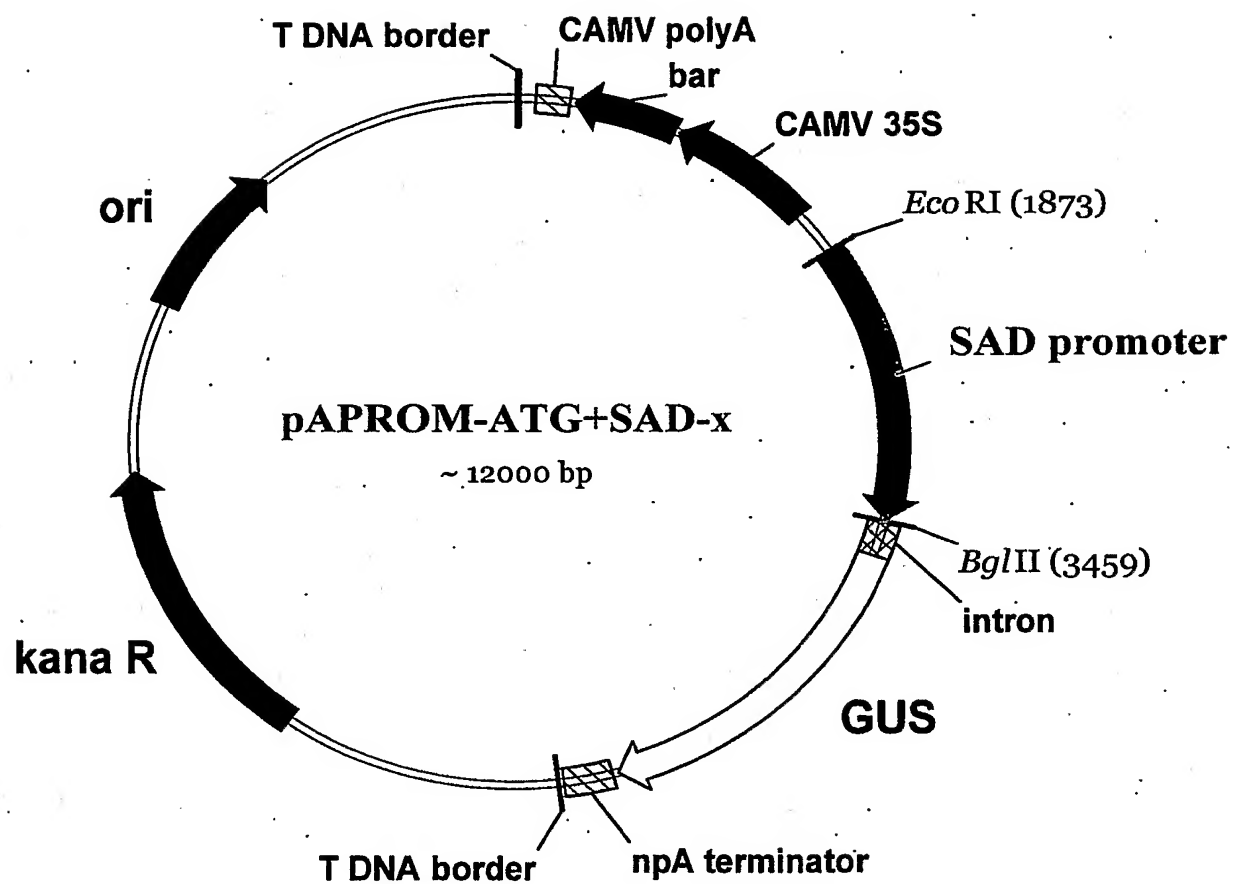 T DNA border
CAMV polyA
bar
CAMV 35S
EcoRI (1873)
ori
SAD promoter
pAPROM-ATG+SAD-x
~ 12000 bp
BglII (3459)
intron
kana R
GUS
T DNA border
npA terminator